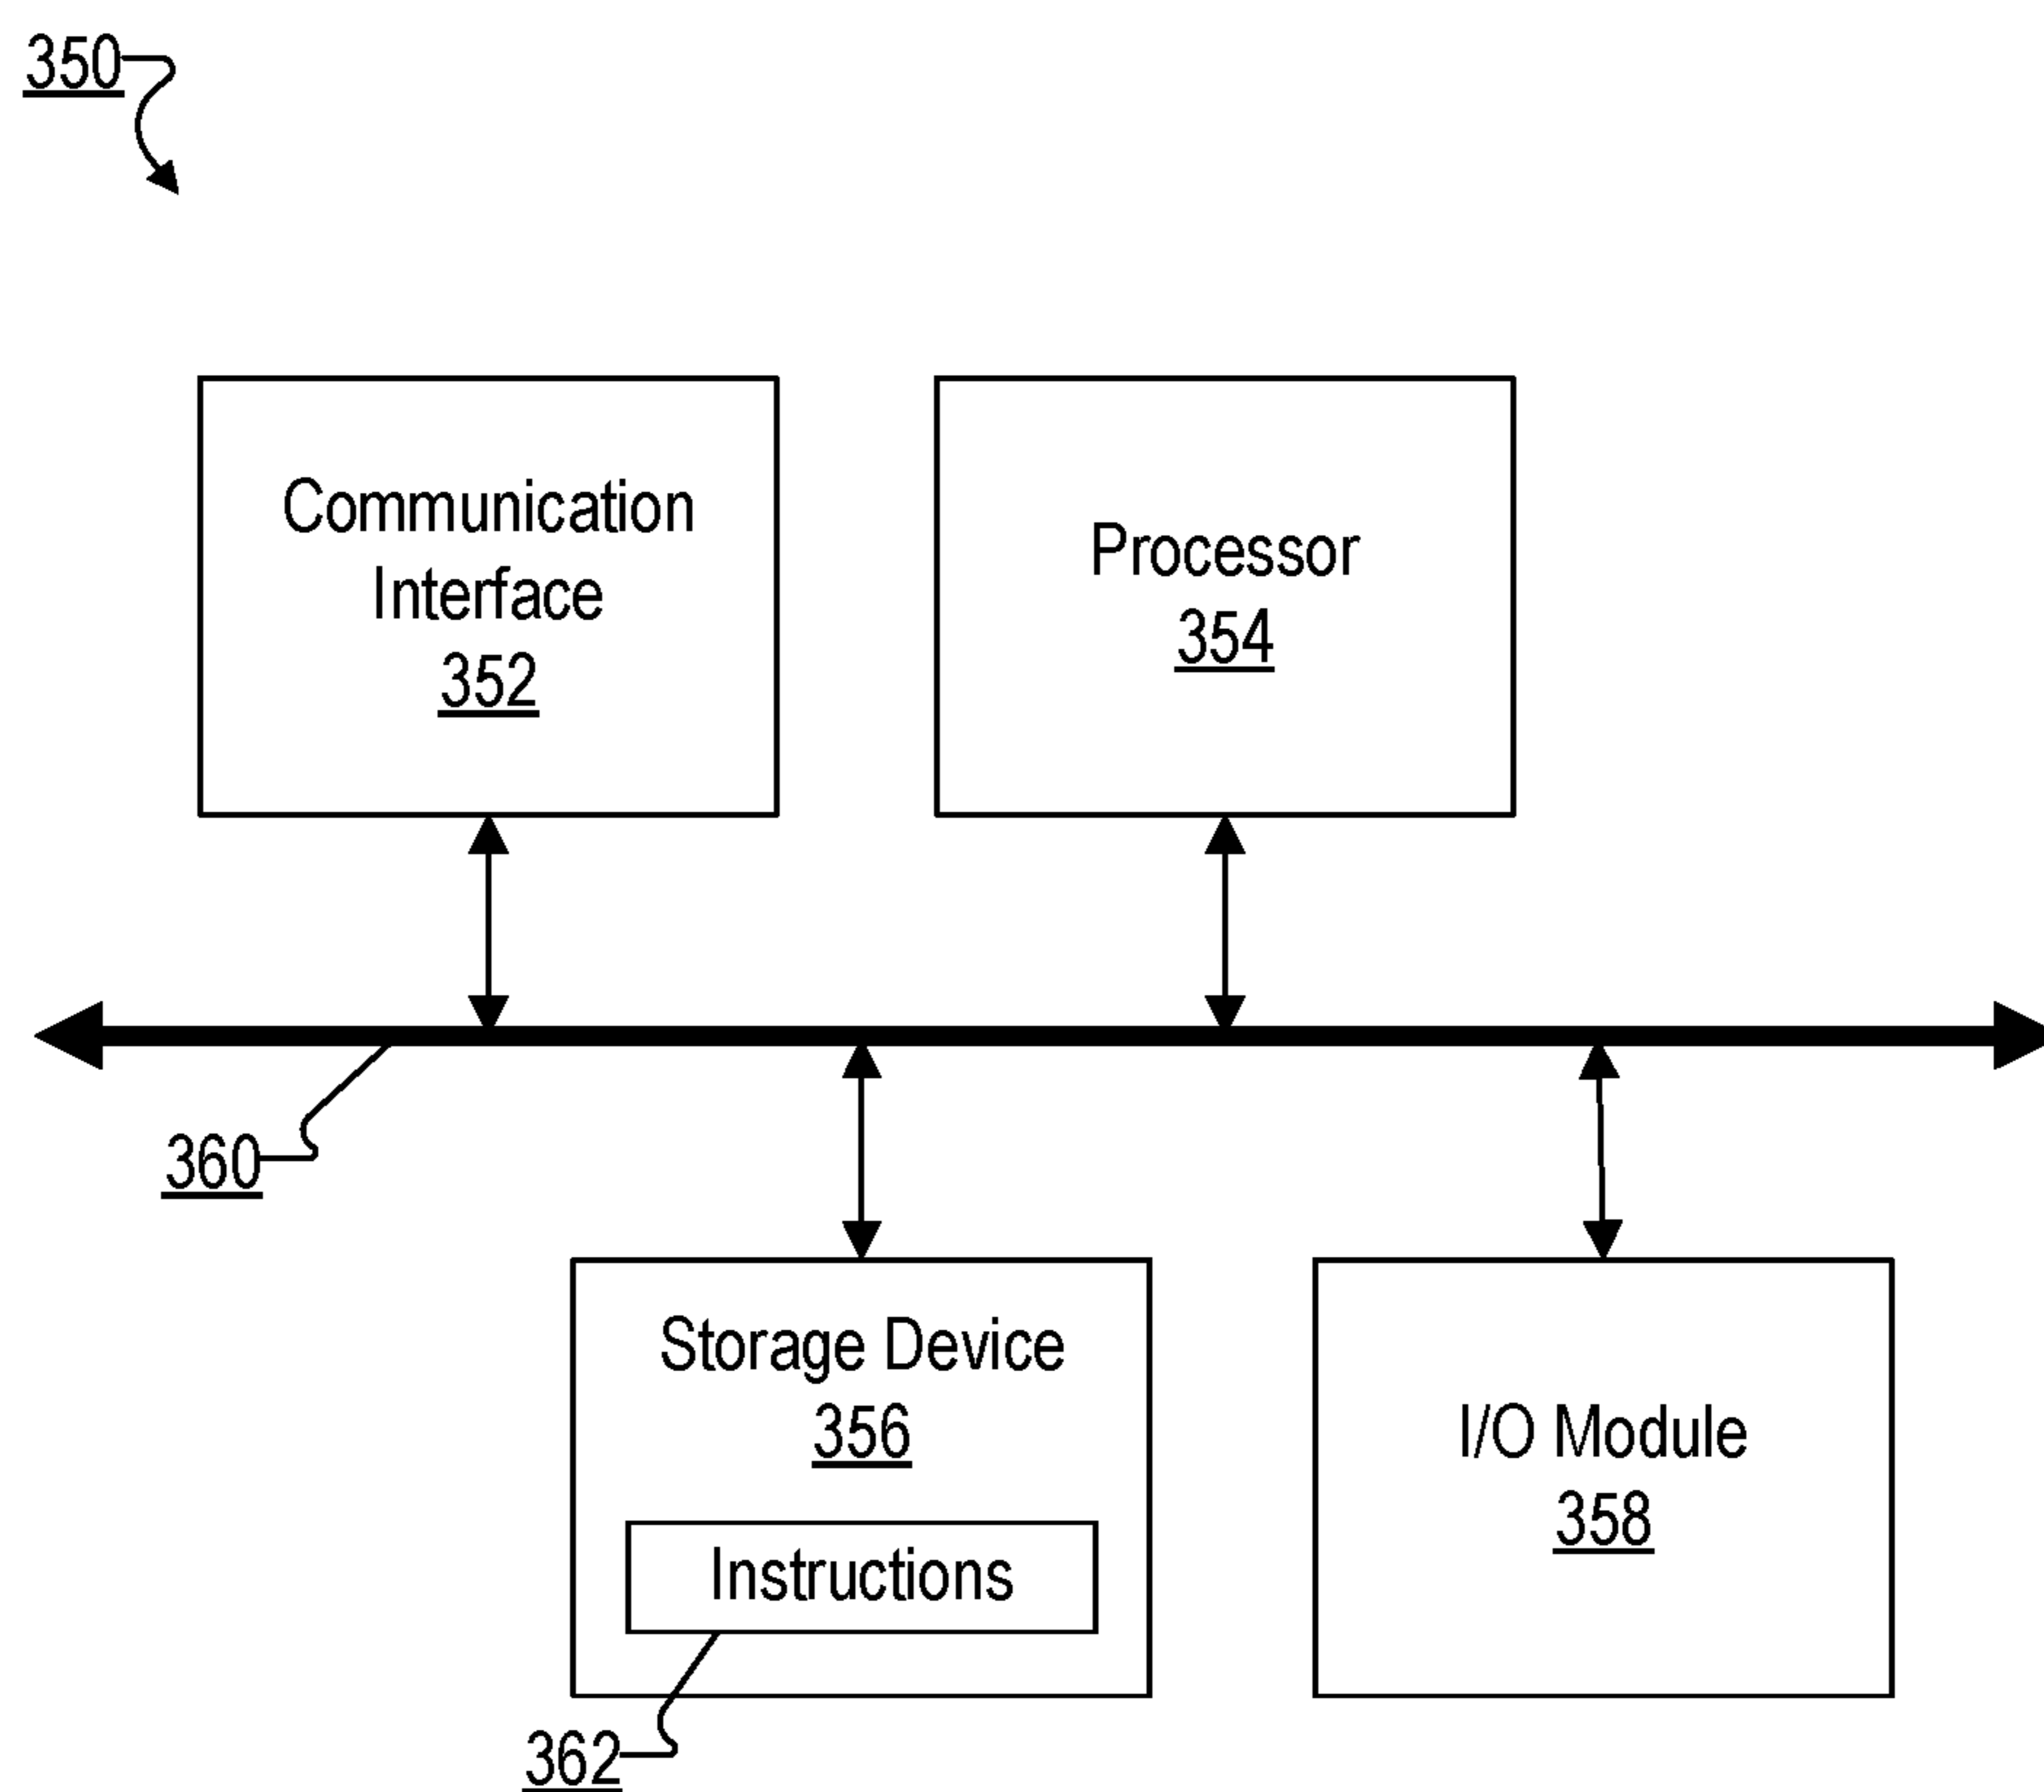 350
Communication
Interface
352
Processor
354
360
Storage Device
356
Instructions
362
I/O Module
358